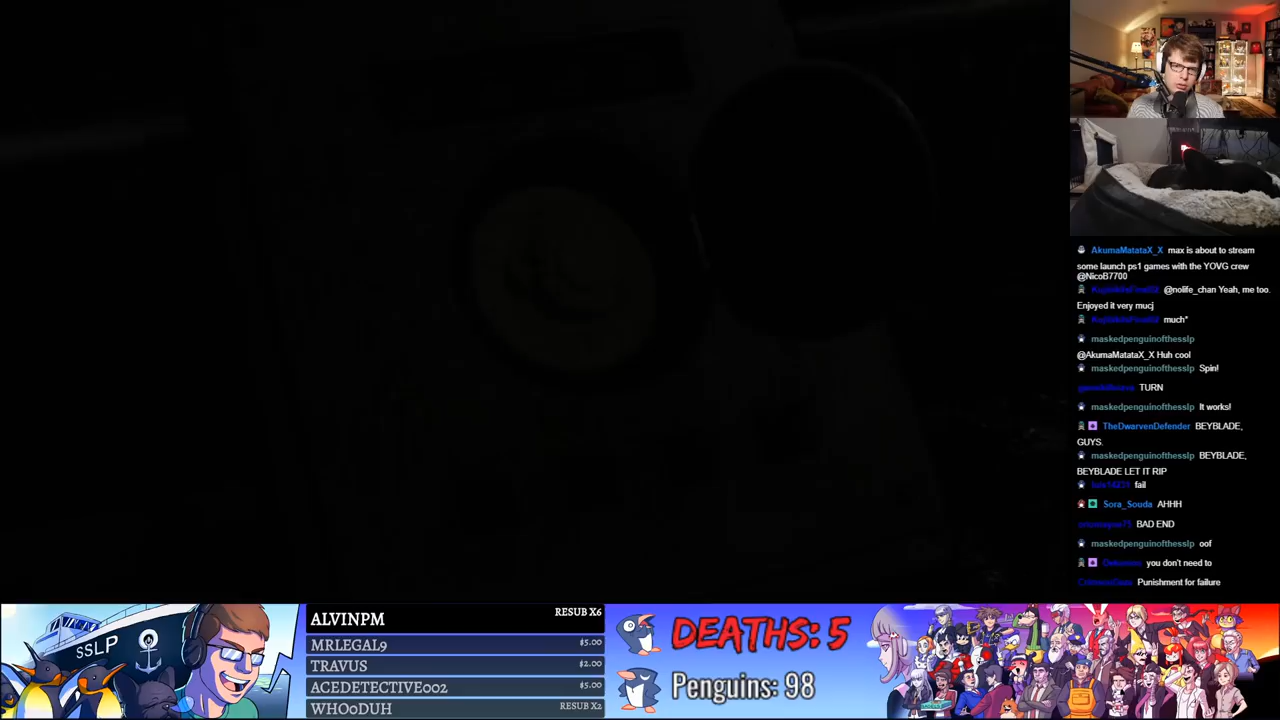 AkumaMatataX_X max is about to stream
some launch ps1 games with the YOVG crew
@NicoB7700
@nolife_chan Yeah, me too.
Enjoyed it very mucj
much*
maskedpenguinofthesslp
@AkumaMatataX_X Huh cool
maskedpenguinofthesslp Spin!
TURN
maskedpenguinofthesslp It works!
TheDwarvenDefender BEYBLADE,
GUYS.
maskedpenguinofthesslp BEYBLADE,
BEYBLADE LET IT RIP
fail
Sora_Souda AHHH
BAD END
maskedpenguinofthesslp oof
you don't need to
Punishment for failure
SSLP
ALVINPM RESUB X6
MRLEGAL9 $5.00
TRAVUS $2.00
ACEDETECTIVE002 $5.00
WHO0DUH RESUB X2
DEATHS: 5
Penguins: 98